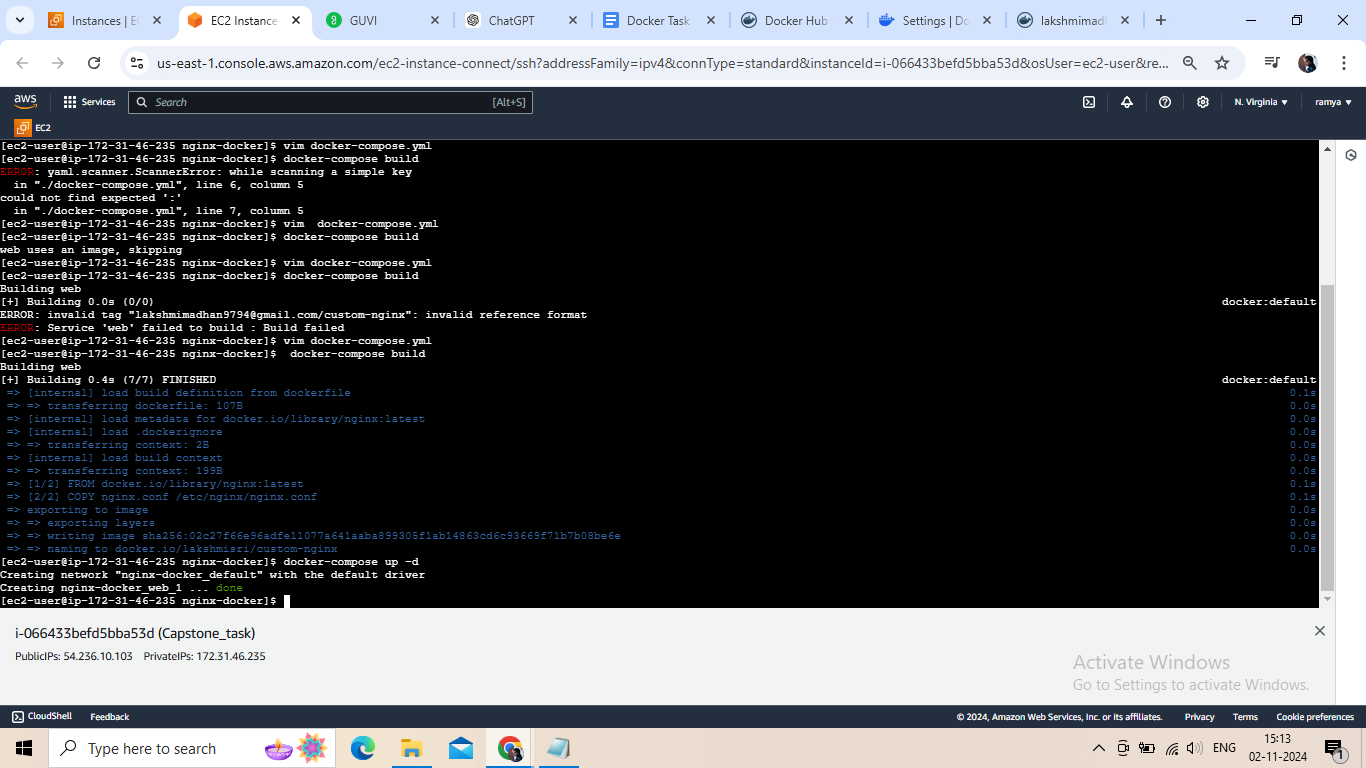 Instances | E
EC2 Instance
GUVI
ChatGPT
Docker Task
Docker Hub
Settings | Do
lakshmimadh
us-east-1.console.aws.amazon.com/ec2-instance-connect/ssh?addressFamily=ipv4&connType=standard&instanceId=i-066433befd5bba53d&osUser=ec2-user&re...
aws
Services
Search
[Alt+S]
N. Virginia
ramya
EC2
[ec2-user@ip-172-31-46-235 nginx-docker]$ vim docker-compose.yml
[ec2-user@ip-172-31-46-235 nginx-docker]$ docker-compose build
ERROR: yaml.scanner.ScannerError: while scanning a simple key
in "./docker-compose.yml", line 6, column 5
could not find expected ':'
in "./docker-compose.yml", line 7, column 5
[ec2-user@ip-172-31-46-235 nginx-docker]$ vim  docker-compose.yml
[ec2-user@ip-172-31-46-235 nginx-docker]$ docker-compose build
web uses an image, skipping
[ec2-user@ip-172-31-46-235 nginx-docker]$ vim docker-compose.yml
[ec2-user@ip-172-31-46-235 nginx-docker]$ docker-compose build
Building web
[+] Building 0.0s (0/0) docker:default
ERROR: invalid tag "lakshmimadhan9794@gmail.com/custom-nginx": invalid reference format
ERROR: Service 'web' failed to build : Build failed
[ec2-user@ip-172-31-46-235 nginx-docker]$ vim docker-compose.yml
[ec2-user@ip-172-31-46-235 nginx-docker]$  docker-compose build
Building web
[+] Building 0.4s (7/7) FINISHED docker:default
=> [internal] load build definition from dockerfile 0.1s
=> => transferring dockerfile: 107B 0.0s
=> [internal] load metadata for docker.io/library/nginx:latest 0.0s
=> [internal] load .dockerignore 0.0s
=> => transferring context: 2B 0.0s
=> [internal] load build context 0.0s
=> => transferring context: 199B 0.0s
=> [1/2] FROM docker.io/library/nginx:latest 0.1s
=> [2/2] COPY nginx.conf /etc/nginx/nginx.conf 0.1s
=> exporting to image 0.0s
=> => exporting layers 0.0s
=> => writing image sha256:02c27f66e96adfe11077a641aaba899305f1ab14863cd6c93669f71b7b08be6e 0.0s
=> => naming to docker.io/lakshmisri/custom-nginx 0.0s
[ec2-user@ip-172-31-46-235 nginx-docker]$ docker-compose up -d
Creating network "nginx-docker_default" with the default driver
Creating nginx-docker_web_1 ... done
[ec2-user@ip-172-31-46-235 nginx-docker]$
i-066433befd5bba53d (Capstone_task)
PublicIPs: 54.236.10.103 PrivateIPs: 172.31.46.235
Activate Windows
Go to Settings to activate Windows.
CloudShell
Feedback
© 2024, Amazon Web Services, Inc. or its affiliates.
Privacy
Terms
Cookie preferences
Type here to search
ENG
15:13
02-11-2024
1